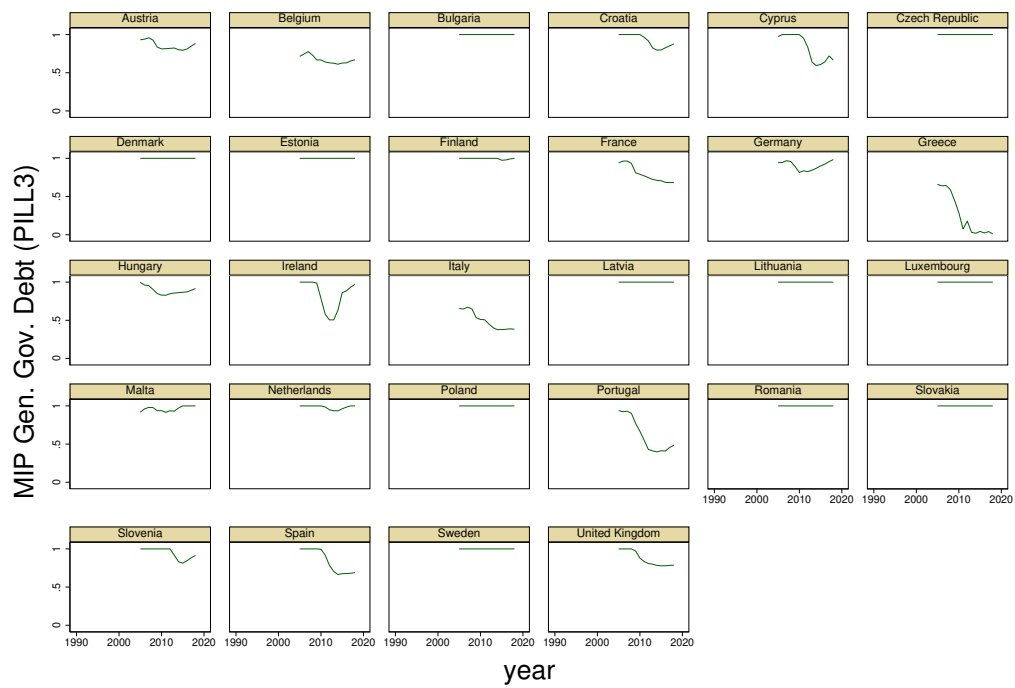 MIP Gen. Gov. Debt (PILL3)
Austria Belgium Bulgaria Croatia Cyprus Czech Republic
1
.5
0
Denmark Estonia Finland France Germany Greece
1
.5
0
Hungary Ireland Italy Latvia Lithuania Luxembourg
1
.5
0
Malta Netherlands Poland Portugal Romania Slovakia
1
.5
0
1990 2000 2010 2020 1990 2000 2010 2020
Slovenia Spain Sweden United Kingdom
1
.5
0
1990 2000 2010 2020 1990 2000 2010 2020 1990 2000 2010 2020 1990 2000 2010 2020
year